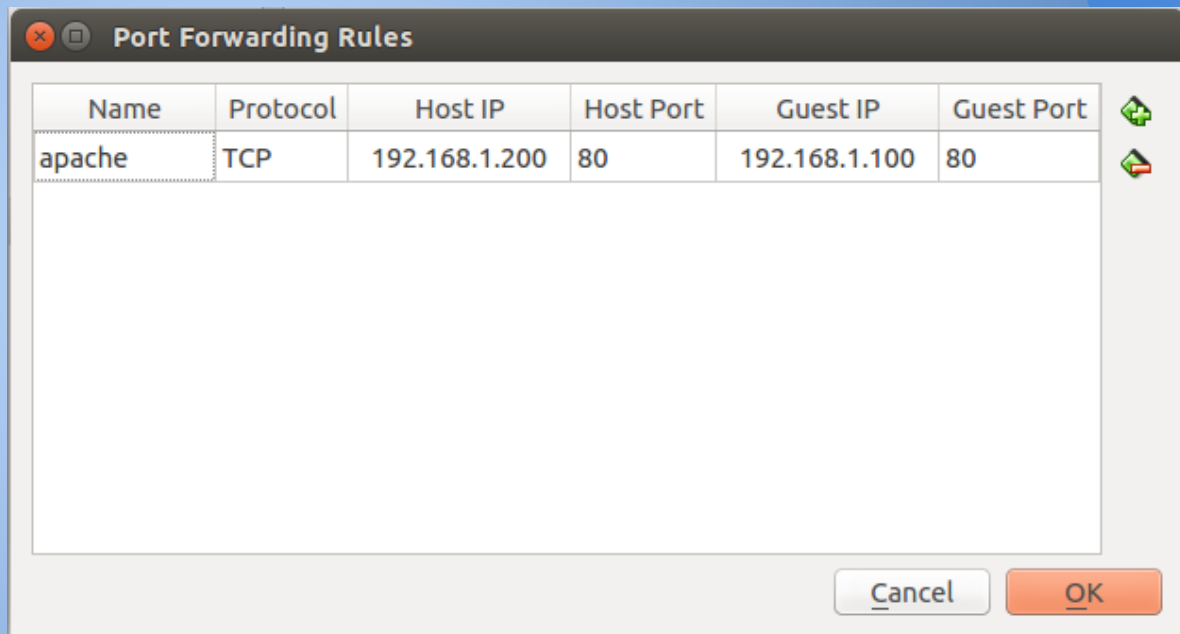 Port Forwarding Rules
Name Protocol Host IP Host Port Guest IP Guest Port
apache TCP 192.168.1.200 80 192.168.1.100 80
Cancel OK